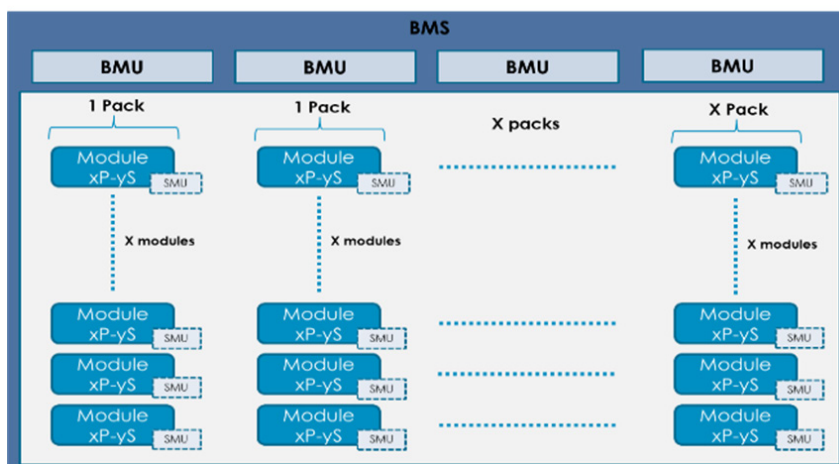 BMS
BMU BMU BMU BMU
1 Pack 1 Pack X packs X Pack
Module Module Module
xP-yS SMU xP-yS SMU xP-yS SMU
X modules X modules X modules
Module Module Module
xP-yS SMU xP-yS SMU xP-yS SMU
Module Module Module
xP-yS SMU xP-yS SMU xP-yS SMU
Module Module Module
xP-yS SMU xP-yS SMU xP-yS SMU